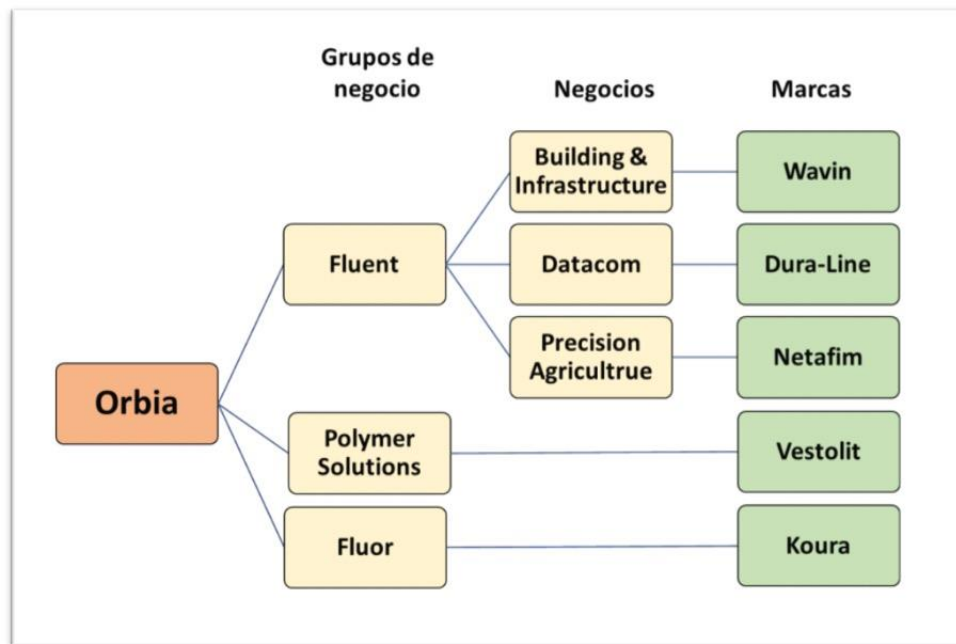 Grupos de
negocio
Negocios
Marcas
Building &
Infrastructure
Wavin
Fluent
Datacom
Dura-Line
Precision
Agricultrue
Netafim
Orbia
Polymer
Solutions
Vestolit
Fluor
Koura